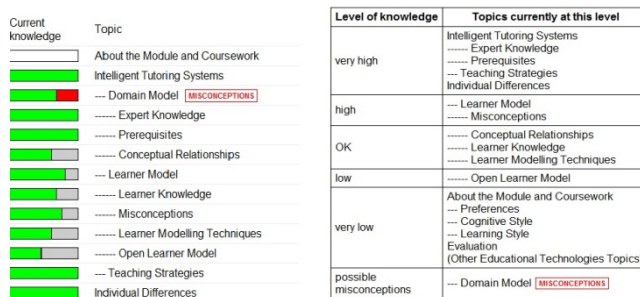 Current
knowledge
Topic
About the Module and Coursework
Intelligent Tutoring Systems
--- Domain Model MISCONCEPTIONS
------ Expert Knowledge
------ Prerequisites
------ Conceptual Relationships
--- Learner Model
------ Learner Knowledge
------ Misconceptions
------ Learner Modelling Techniques
------ Open Learner Model
--- Teaching Strategies
Individual Differences
Level of knowledge Topics currently at this level
very high
Intelligent Tutoring Systems
------ Expert Knowledge
------ Prerequisites
--- Teaching Strategies
Individual Differences
high
--- Learner Model
------ Misconceptions
OK
------ Conceptual Relationships
------ Learner Knowledge
------ Learner Modelling Techniques
low
------ Open Learner Model
very low
About the Module and Coursework
--- Preferences
--- Cognitive Style
--- Learning Style
Evaluation
(Other Educational Technologies Topics
possible
misconceptions
--- Domain Model MISCONCEPTIONS